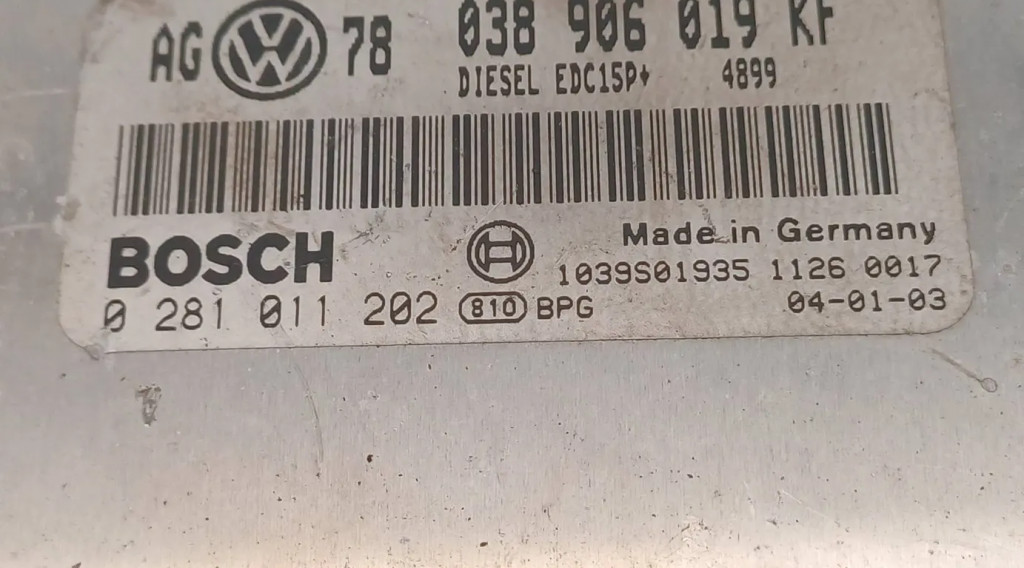 AG VW 78 038 906 019 KF
DIESEL EDC15P+ 4899
BOSCH Made in Germany
1039S01935 1126 0017
0 281 011 202 810 BPG 04-01-03